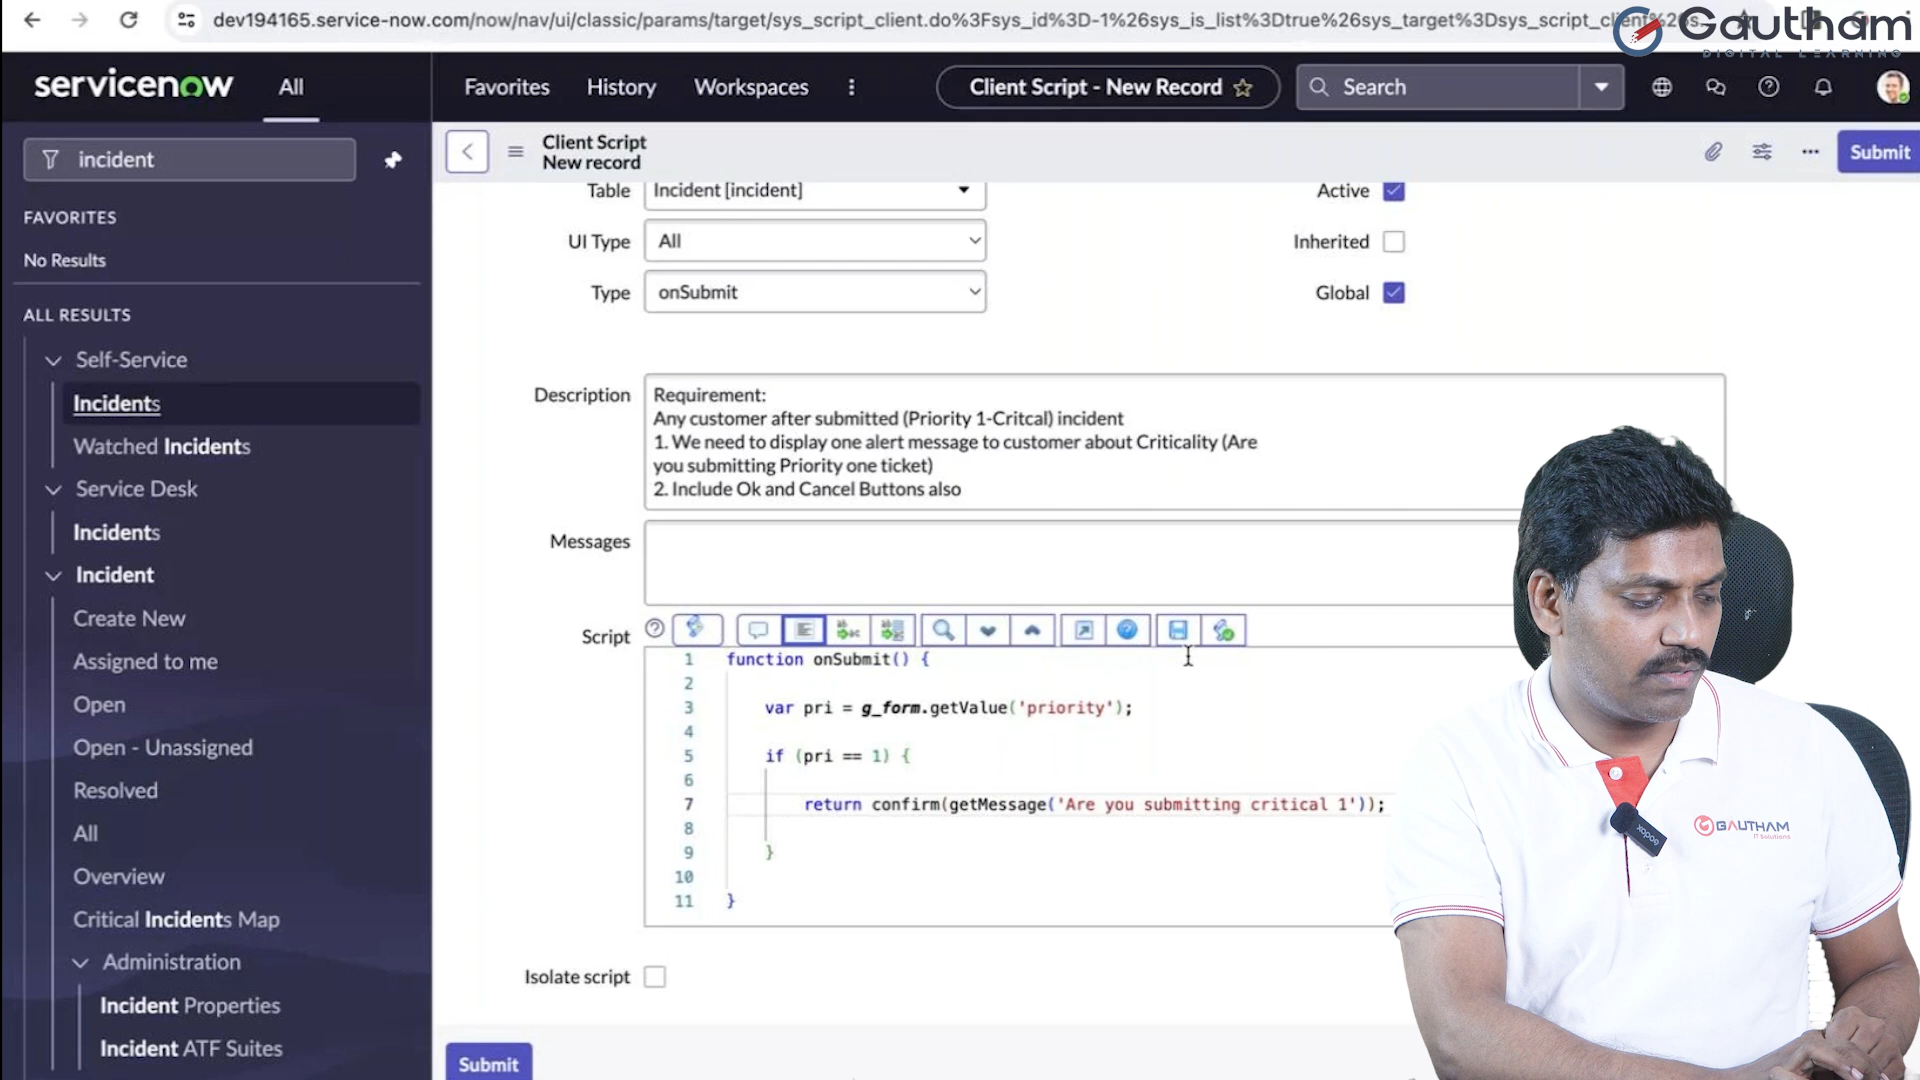 dev194165.service-now.com/now/nav/ui/classic/params/target/sys_script_client.do%3Fsys_id%3D-1%26sys_is_list%3Dtrue%26sys_target%3Dsys_script_client%26s...
Gautham
DIGITAL LEARNING
servicenow
All
Favorites
History
Workspaces
Client Script - New Record
Search
incident
Client Script
New record
Submit
FAVORITES
No Results
ALL RESULTS
Self-Service
Incidents
Watched Incidents
Service Desk
Incidents
Incident
Create New
Assigned to me
Open
Open - Unassigned
Resolved
All
Overview
Critical Incidents Map
Administration
Incident Properties
Incident ATF Suites
Table
Incident [incident]
Active
UI Type
All
Inherited
Type
onSubmit
Global
Description
Requirement:
Any customer after submitted (Priority 1-Critcal) incident
1. We need to display one alert message to customer about Criticality (Are
you submitting Priority one ticket)
2. Include Ok and Cancel Buttons also
Messages
Script
1 function onSubmit() {
2
3 var pri = g_form.getValue('priority');
4
5 if (pri == 1) {
6
7 return confirm(getMessage('Are you submitting critical 1'));
8
9 }
10
11 }
Isolate script
Submit
GAUTHAM
IT Solutions
Godox